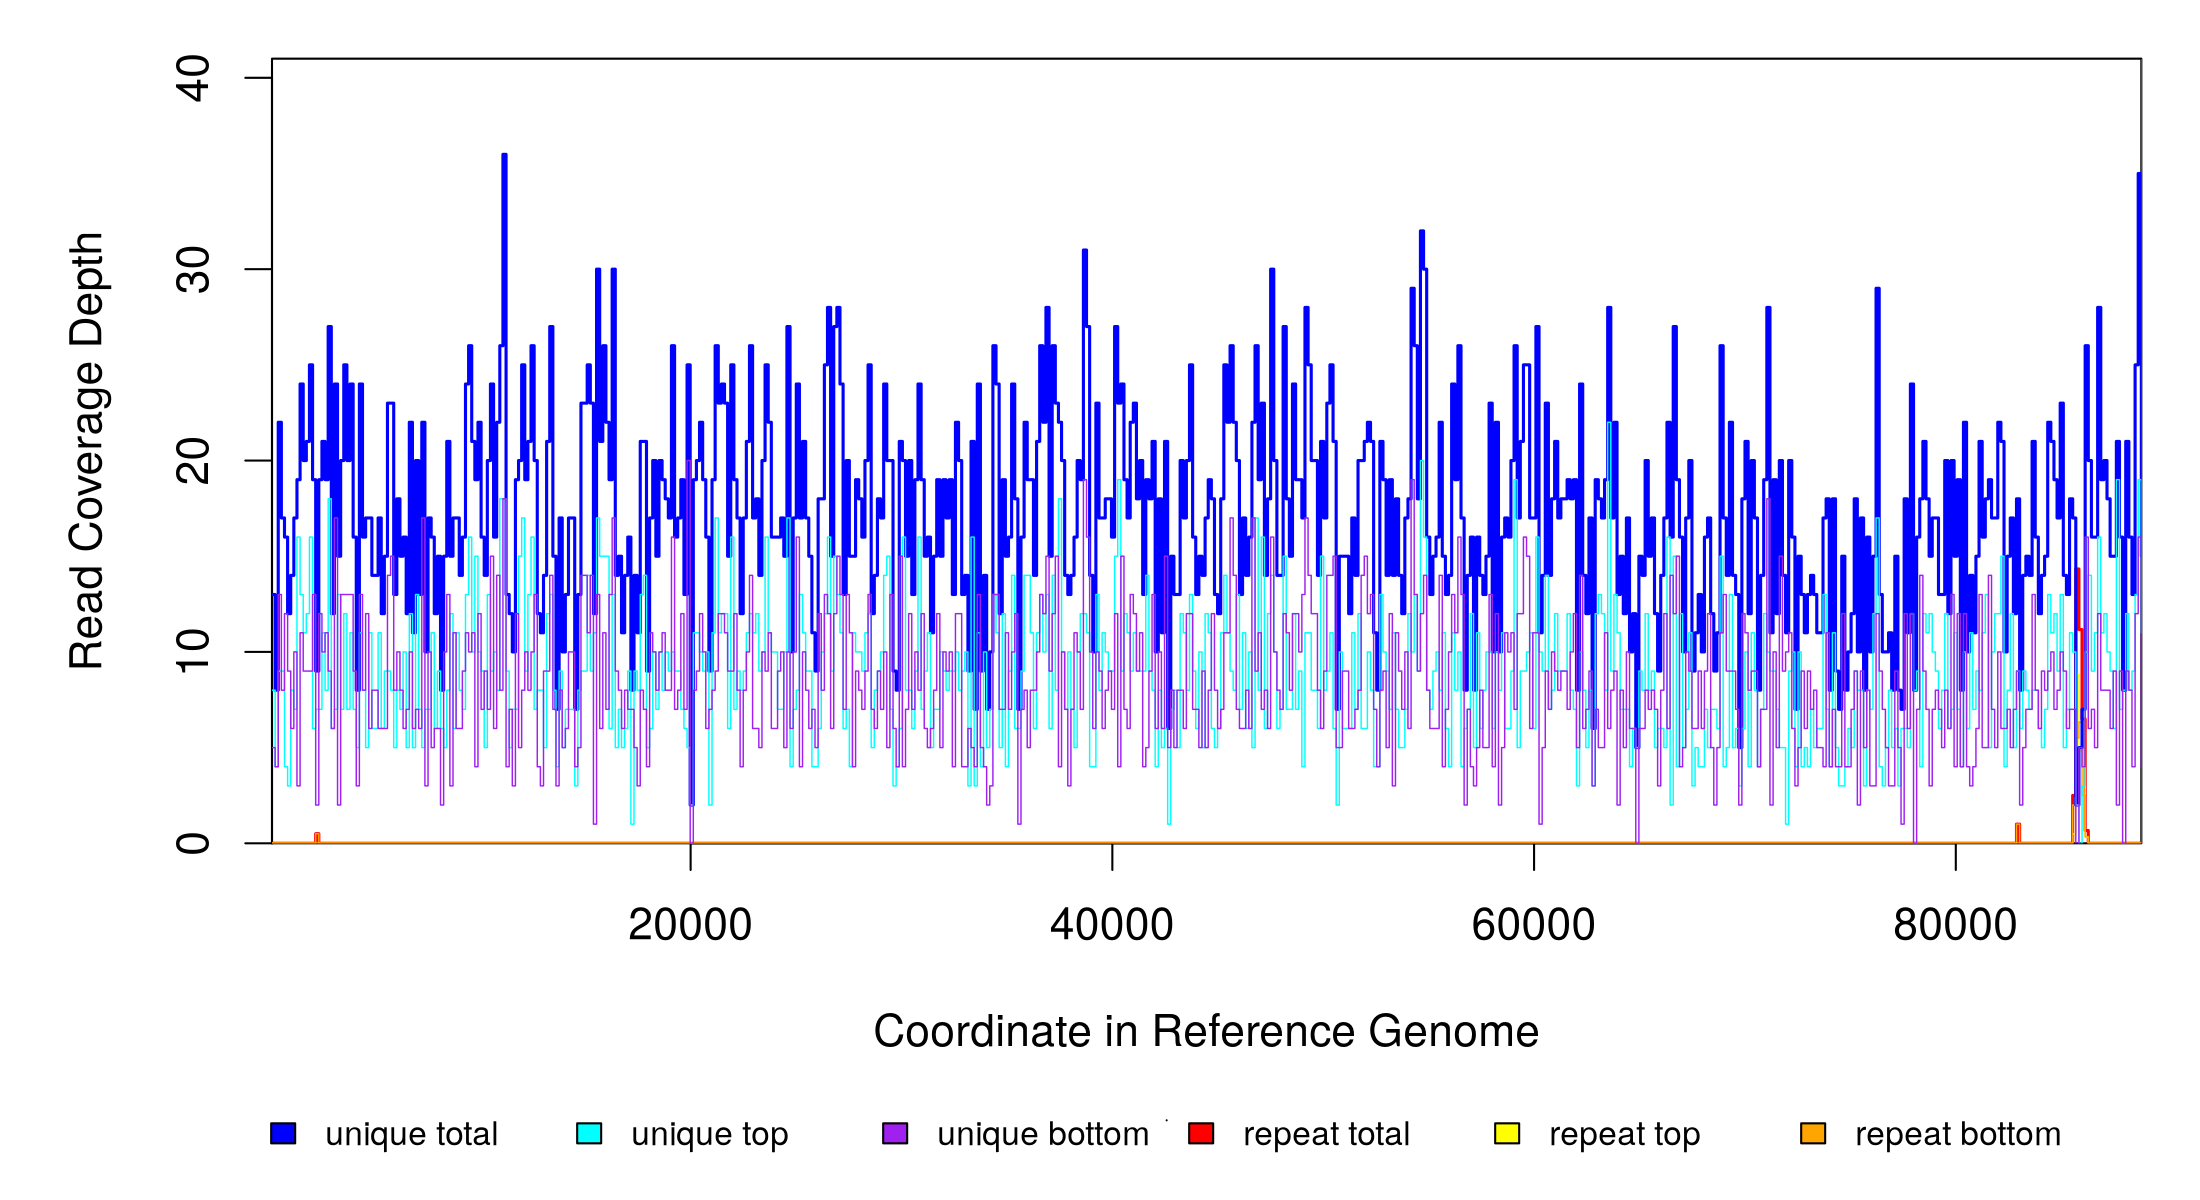 40
30
20
10
0
Read Coverage Depth
20000 40000 60000 80000
Coordinate in Reference Genome
unique total unique top unique bottom repeat total repeat top repeat bottom